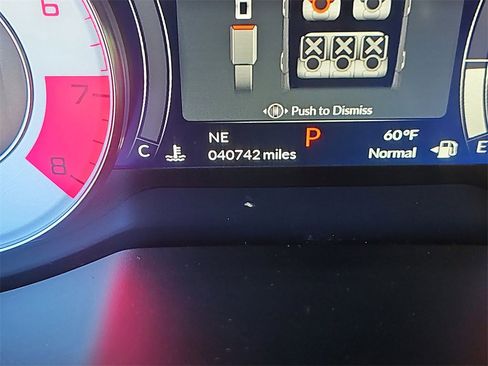 6
7
8
Push to Dismiss
NE P 60°F
C 040742 miles Normal E